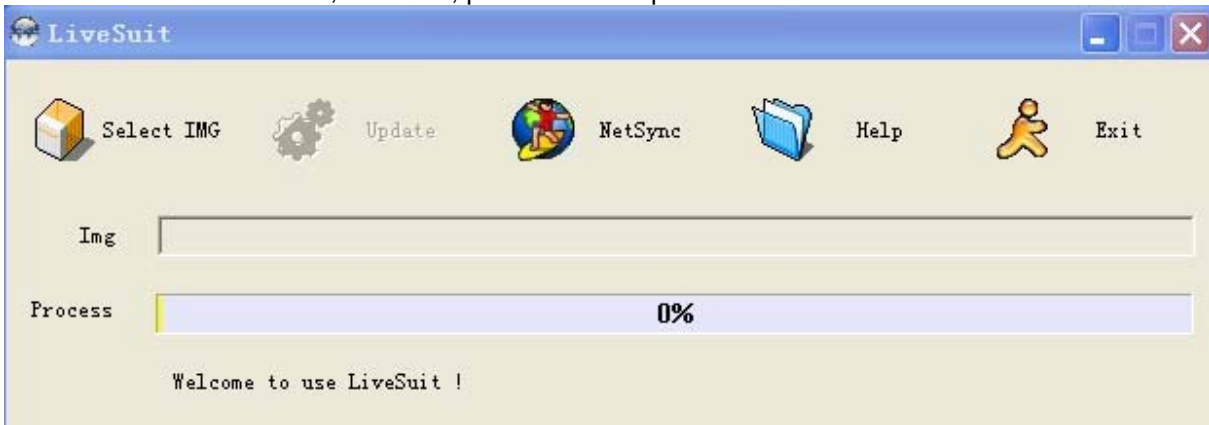 LiveSuit
Select IMG Update NetSync Help Exit
Img
Process 0%
Welcome to use LiveSuit !